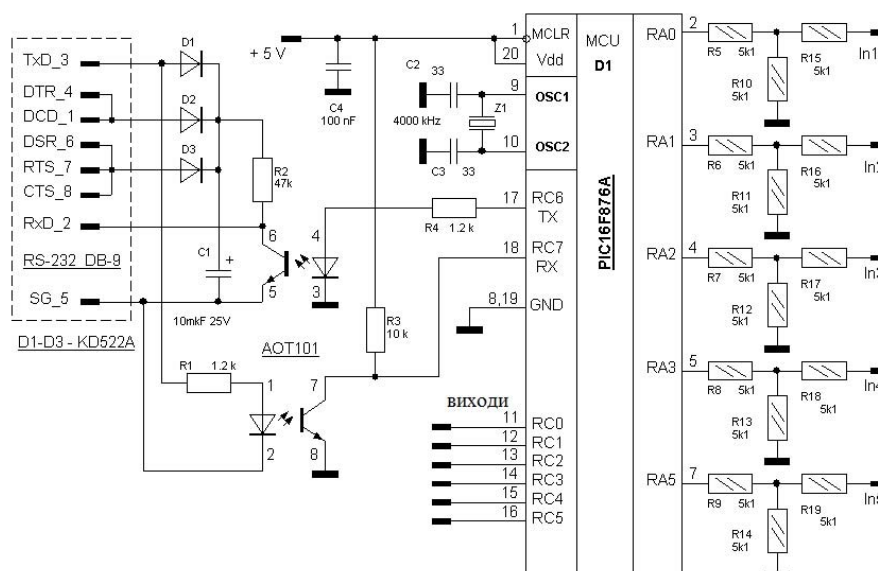 TxD_3
DTR_4
DCD_1
DSR_6
RTS_7
CTS_8
RxD_2
RS-232 DB-9
SG_5
D1-D3 - KD522A
D1
D2
D3
R2
47k
C1
+
10mkF 25V
6
5
4
3
AOT101
R1 1.2 k
1
2
7
8
R3
10 k
R4 1.2 k
+ 5 V
C4
100 nF
C2
33
4000 kHz
Z1
C3 33
1
20
9
10
17
18
8,19
MCLR
Vdd
OSC1
OSC2
RC6
TX
RC7
RX
GND
виходи
11 RC0
12 RC1
13 RC2
14 RC3
15 RC4
16 RC5
MCU
D1
PIC16F876A
RA0
2
R5 5k1
R15
5k1
R10
5k1
In1
RA1
3
R6 5k1
R16
5k1
R11
5k1
In2
RA2
4
R7 5k1
R17
5k1
R12
5k1
In3
RA3
5
R8 5k1
R18
5k1
R13
5k1
In4
RA5
7
R9 5k1
R19
5k1
R14
5k1